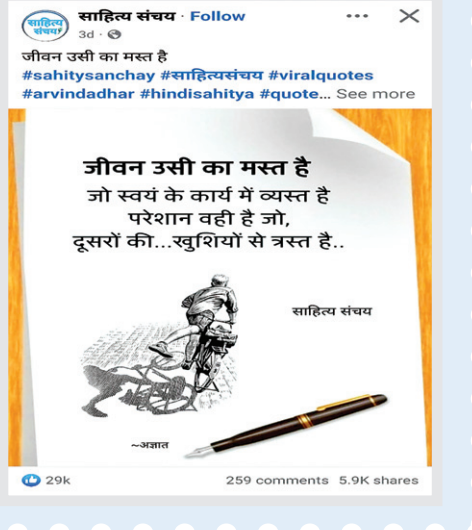 साहित्य संचय
साहित्य संचय · Follow
3d ·
जीवन उसी का मस्त है
#sahitysanchay #साहित्यसंचय #viralquotes
#arvindadhar #hindisahitya #quote... See more
जीवन उसी का मस्त है
जो स्वयं के कार्य में व्यस्त है
परेशान वही है जो,
दूसरों की...खुशियों से त्रस्त है..
साहित्य संचय
~अज्ञात
29k 259 comments 5.9K shares